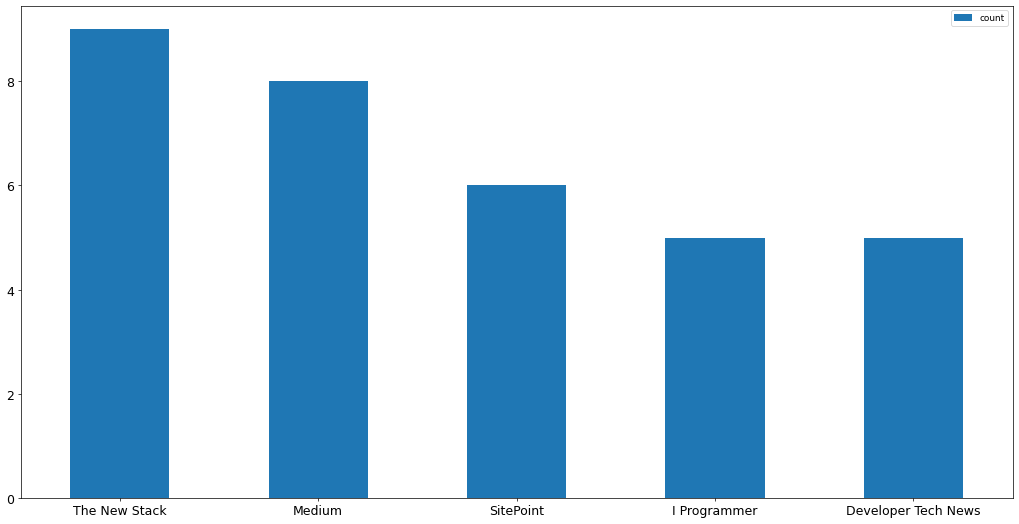 count
8
6
4
2
0
The New Stack
Medium
SitePoint
I Programmer
Developer Tech News